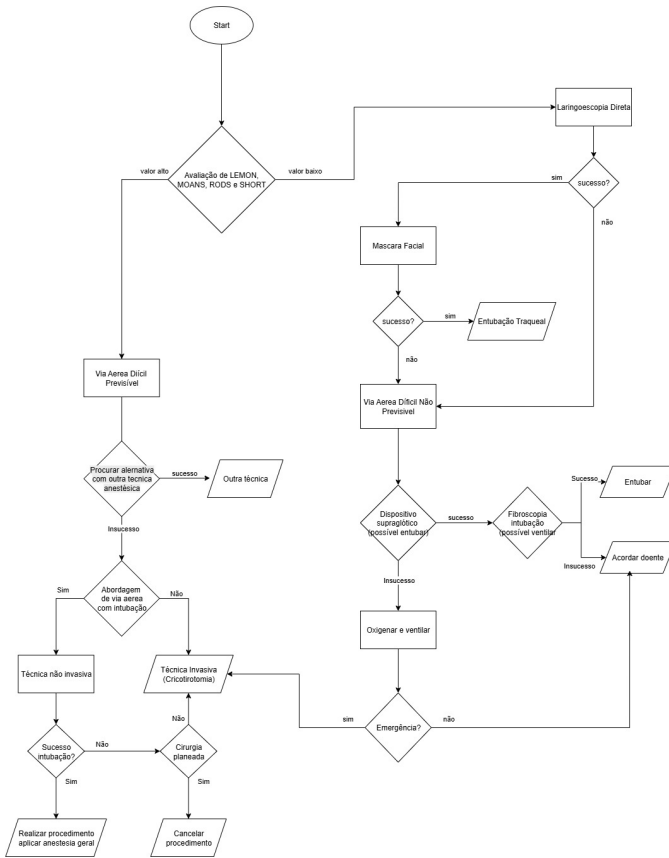 Start
Laringoescopia Direta
valor alto
Avaliação de LEMON,
MOANS, RODS e SHORT
valor baixo
sim
sucesso?
não
Mascara Facial
sucesso?
sim
Entubação Traqueal
não
Via Aerea Diícil
Previsível
Via Aerea Díficil Não
Previsivel
Procurar alernativa
com outra tecnica
anestèsica
sucesso
Outra técnica
Insucesso
Dispositivo
supraglótico
(possível entubar)
sucesso
Fibroscopia
intubação
(possível ventilar
Sucesso
Entubar
Insucesso
Acordar doente
Insucesso
Sim
Abordagem
de via aerea
com intubação
Não
Oxigenar e ventilar
Técnica não invasiva
Técnica Invasiva
(Cricotirotomia)
sim
Emergência?
não
Não
Sucesso
intubação?
Não
Cirurgia
planeada
Sim
Sim
Realizar procedimento
aplicar anestesia geral
Cancelar
procedimento